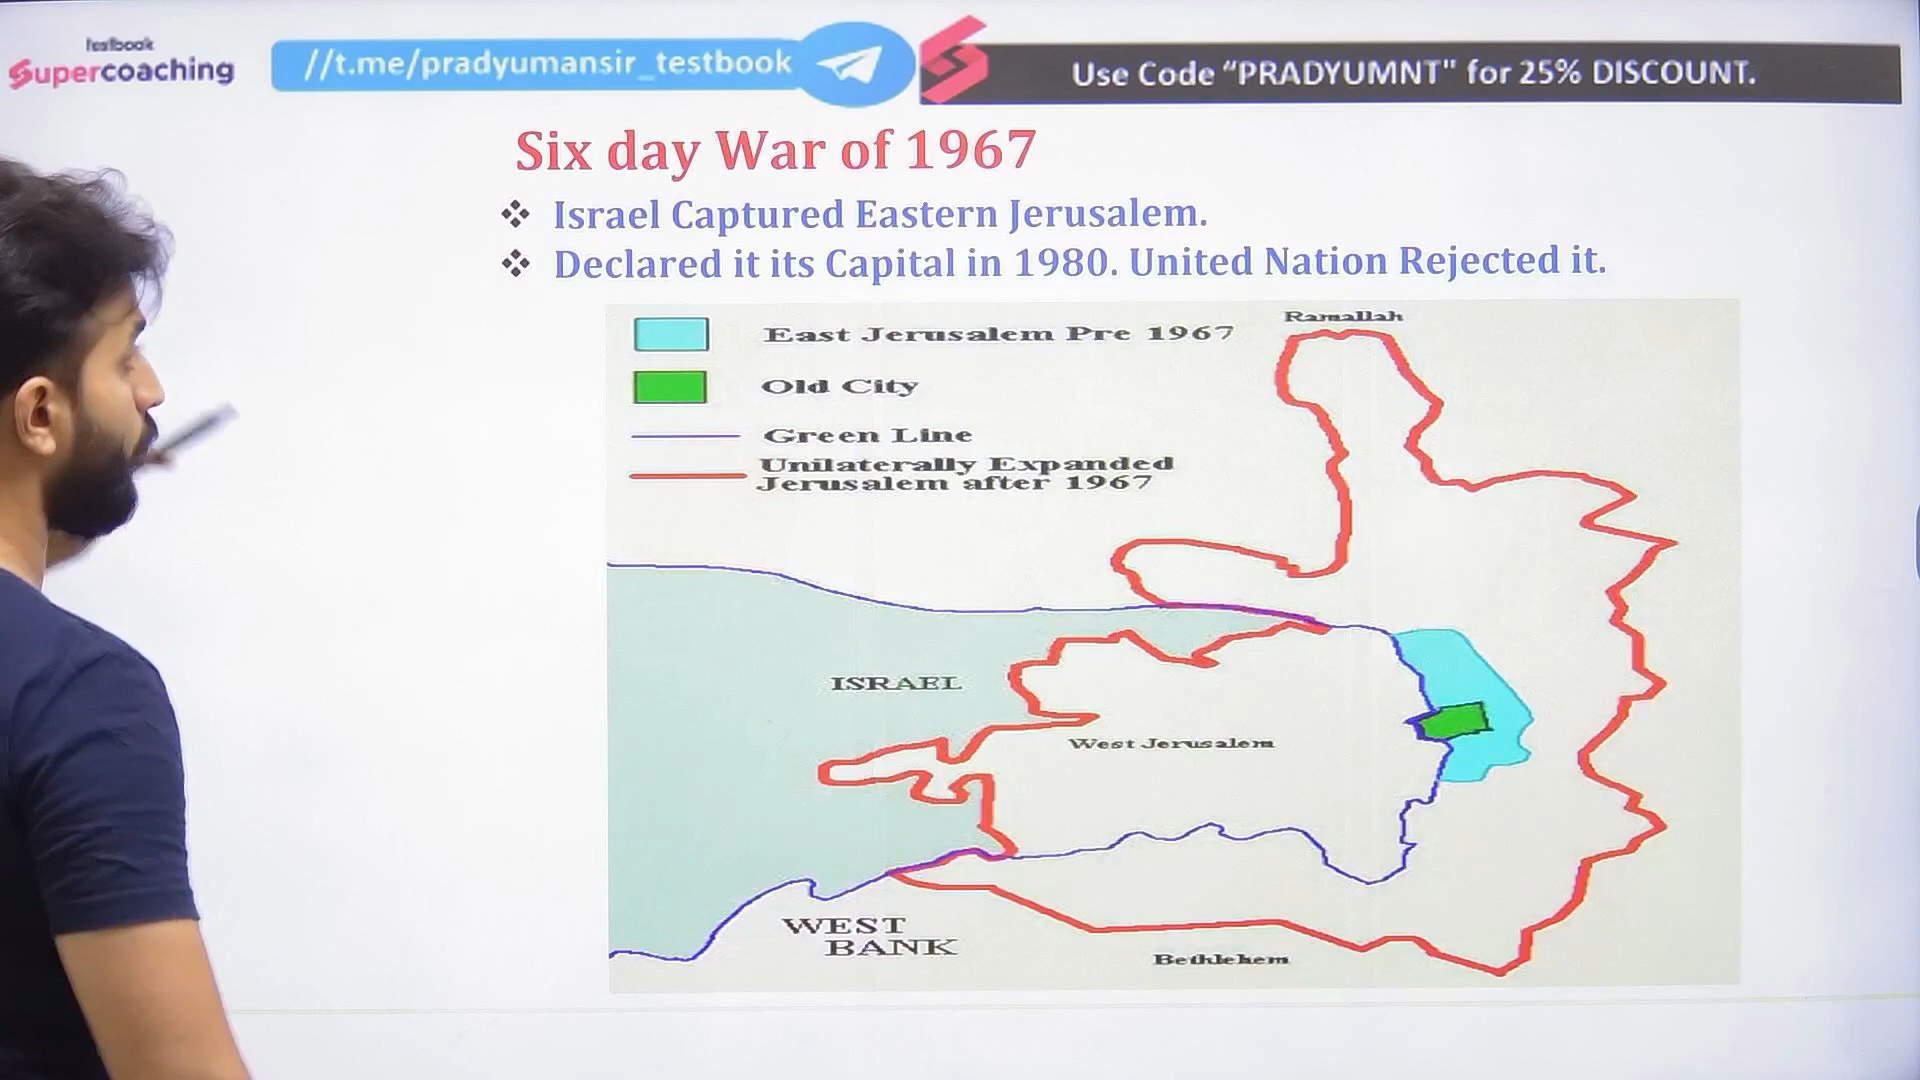 testbook
Supercoaching
//t.me/pradyumansir_testbook
Use Code “PRADYUMNT" for 25% DISCOUNT.
Six day War of 1967
❖ Israel Captured Eastern Jerusalem.
❖ Declared it its Capital in 1980. United Nation Rejected it.
East Jerusalem Pre 1967
Old City
Green Line
Unilaterally Expanded
Jerusalem after 1967
Ramallah
ISRAEL
West Jerusalem
WEST
BANK
Bethlehem